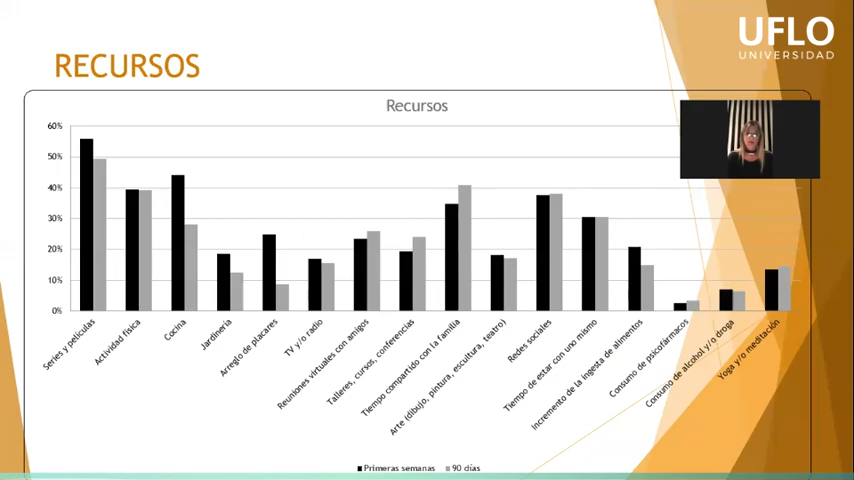 UFLO
UNIVERSIDAD
RECURSOS
Recursos
60%
50%
40%
30%
20%
10%
0%
Series y películas
Actividad física
Cocina
Jardinería
Arreglo de placares
TV y/o radio
Reuniones virtuales con amigos
Talleres, cursos, conferencias
Tiempo compartido con la familia
Arte (dibujo, pintura, escultura, teatro)
Redes sociales
Tiempo de estar con uno mismo
Incremento de la ingesta de alimentos
Consumo de psicofármacos
Consumo de alcohol y/o droga
Yoga y/o meditación
Primeras semanas 90 días